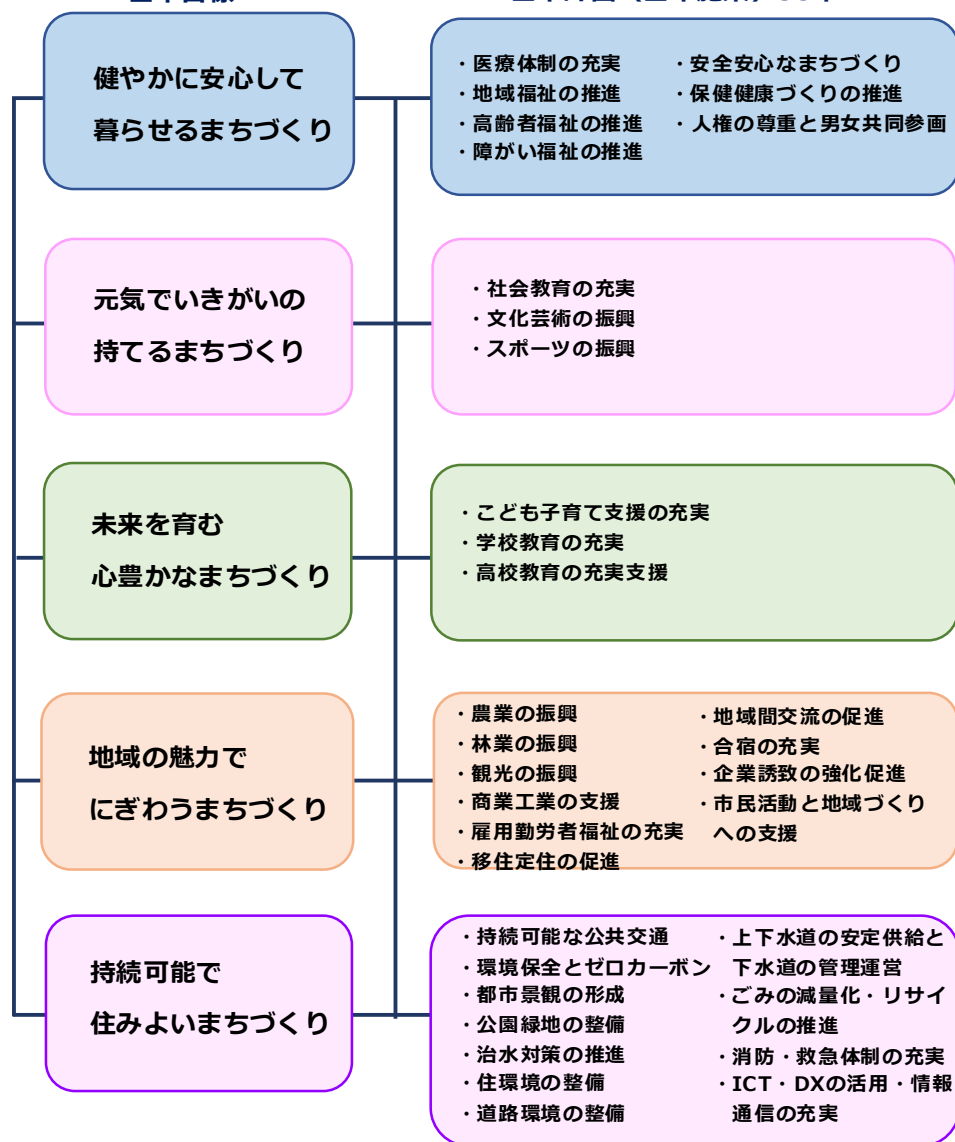 健やかに安心して
暮らせるまちづくり
・医療体制の充実
・地域福祉の推進
・高齢者福祉の推進
・障がい福祉の推進
・安全安心なまちづくり
・保健健康づくりの推進
・人権の尊重と男女共同参画
元気でいきがいの
持てるまちづくり
・社会教育の充実
・文化芸術の振興
・スポーツの振興
未来を育む
心豊かなまちづくり
・こども子育て支援の充実
・学校教育の充実
・高校教育の充実支援
地域の魅力で
にぎわうまちづくり
・農業の振興
・林業の振興
・観光の振興
・商業工業の支援
・雇用勤労者福祉の充実
・移住定住の促進
・地域間交流の促進
・合宿の充実
・企業誘致の強化促進
・市民活動と地域づくり
への支援
持続可能で
住みよいまちづくり
・持続可能な公共交通
・環境保全とゼロカーボン
・都市景観の形成
・公園緑地の整備
・治水対策の推進
・住環境の整備
・道路環境の整備
・上下水道の安定供給と
下水道の管理運営
・ごみの減量化・リサイ
クルの推進
・消防・救急体制の充実
・ICT・DXの活用・情報
通信の充実